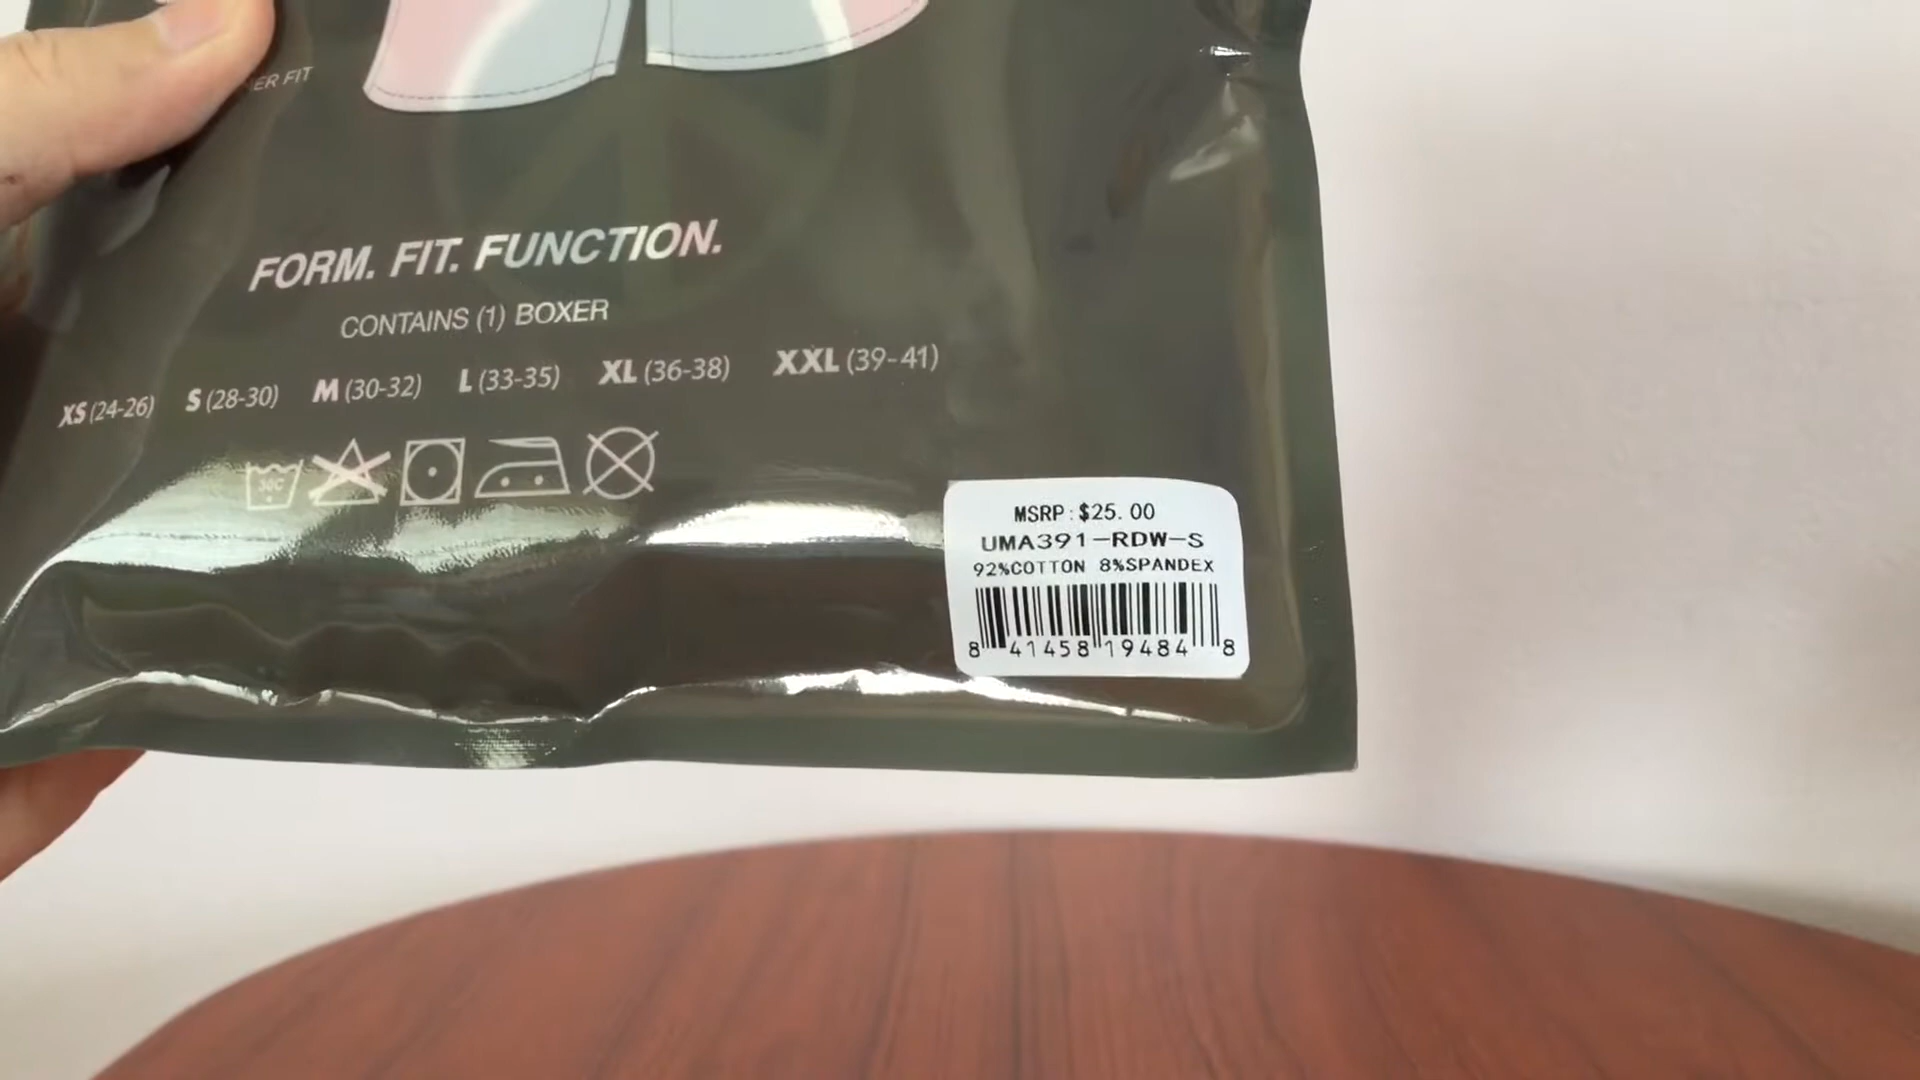 ER FIT
FORM. FIT. FUNCTION.
CONTAINS (1) BOXER
XS (24-26) S (28-30) M (30-32) L (33-35) XL (36-38) XXL (39-41)
30C
MSRP:$25.00
UMA391-RDW-S
92%COTTON 8%SPANDEX
8 41458 19484 8